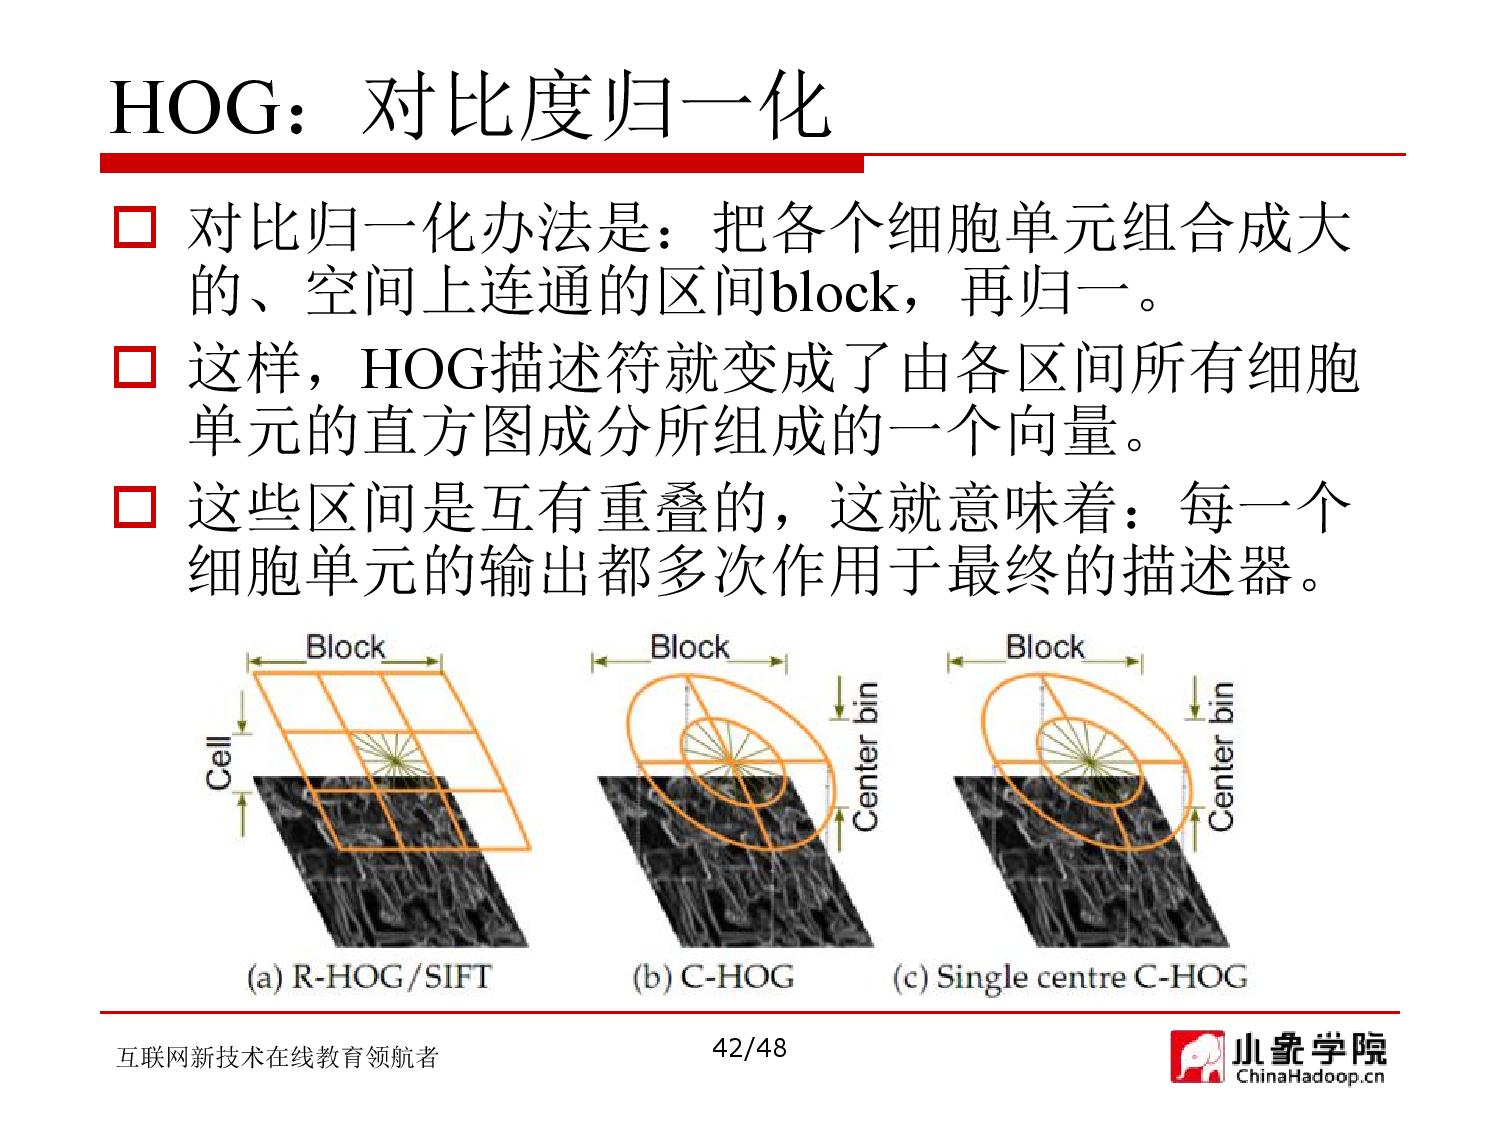 HOG：对比度归一化
对比归一化办法是：把各个细胞单元组合成大
的、空间上连通的区间block，再归一。
这样，HOG描述符就变成了由各区间所有细胞
单元的直方图成分所组成的一个向量。
这些区间是互有重叠的，这就意味着：每一个
细胞单元的输出都多次作用于最终的描述器。
Block
Cell
(a) R-HOG/SIFT
Block
Center bin
(b) C-HOG
Block
Center bin
(c) Single centre C-HOG
互联网新技术在线教育领航者
42/48
小象学院
ChinaHadoop.cn